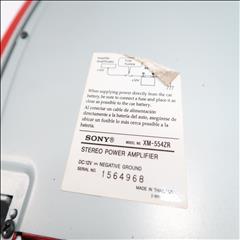 When supplying power directly from the car
battery, be sure to connect a fuse and place it as
close as possible to the car battery.
Al conectar un cable de alimentación
directamente a la batería del auto, asegúrese de
ubicar un fusible lo más cerca de la batería.
SONY® MODEL NO. XM-554ZR
STEREO POWER AMPLIFIER
DC12V NEGATIVE GROUND
SERIAL NO. 1564968
MADE IN THAILAND